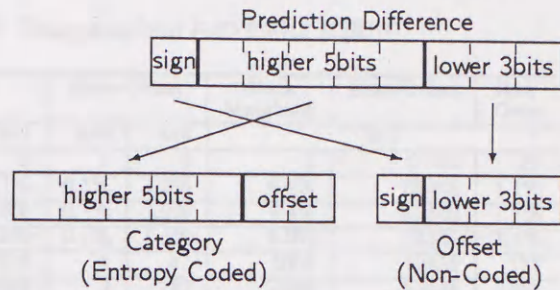 Prediction Difference
sign higher 5bits lower 3bits
higher 5bits offset sign lower 3bits
Category Offset
(Entropy Coded) (Non-Coded)